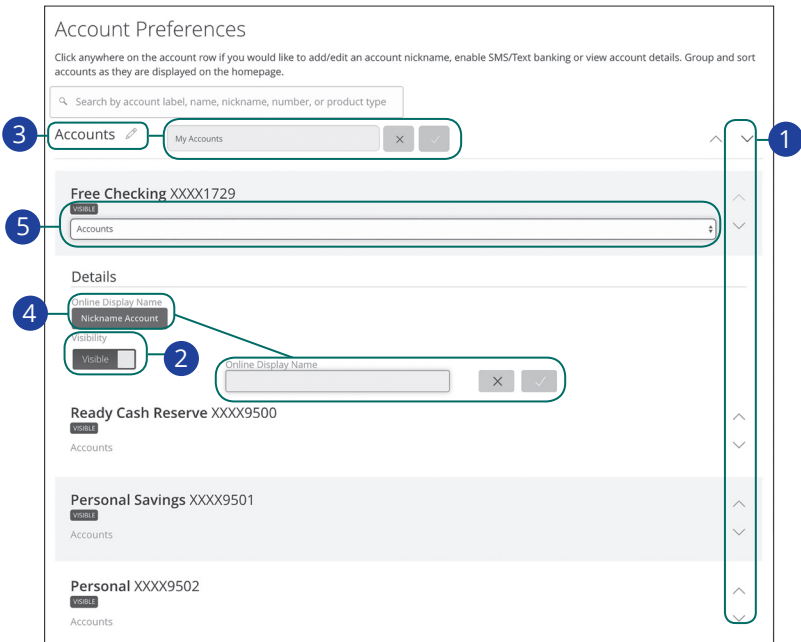 Account Preferences
Click anywhere on the account row if you would like to add/edit an account nickname, enable SMS/Text banking or view account details. Group and sort
accounts as they are displayed on the homepage.
Search by account label, name, nickname, number, or product type
3
Accounts
My Accounts
1
Free Checking XXXX1729
VISIBLE
5
Accounts
Details
4
Online Display Name
Nickname Account
Visibility
Visible
2
Online Display Name
Ready Cash Reserve XXXX9500
VISIBLE
Accounts
Personal Savings XXXX9501
VISIBLE
Accounts
Personal XXXX9502
VISIBLE
Accounts